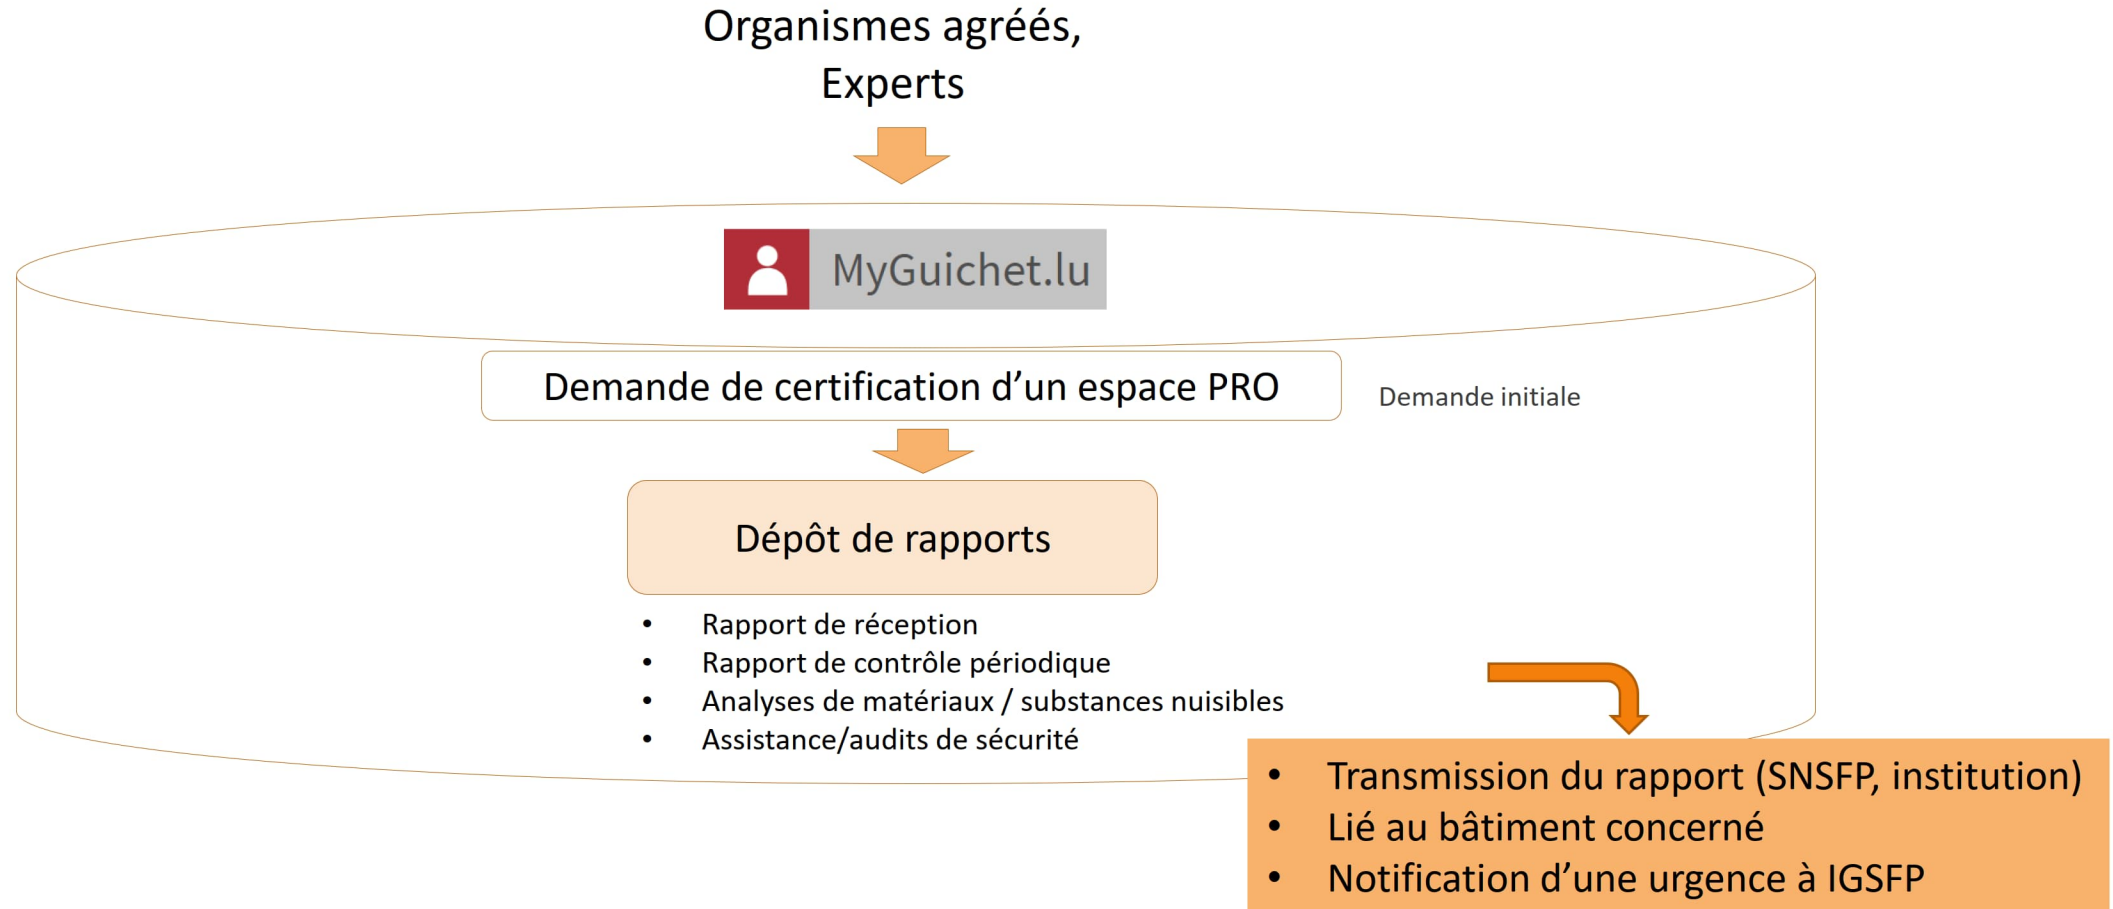 Organismes agréés,
Experts
MyGuichet.lu
Demande de certification d’un espace PRO
Demande initiale
Dépôt de rapports
• Rapport de réception
• Rapport de contrôle périodique
• Analyses de matériaux / substances nuisibles
• Assistance/audits de sécurité
• Transmission du rapport (SNSFP, institution)
• Lié au bâtiment concerné
• Notification d’une urgence à IGSFP